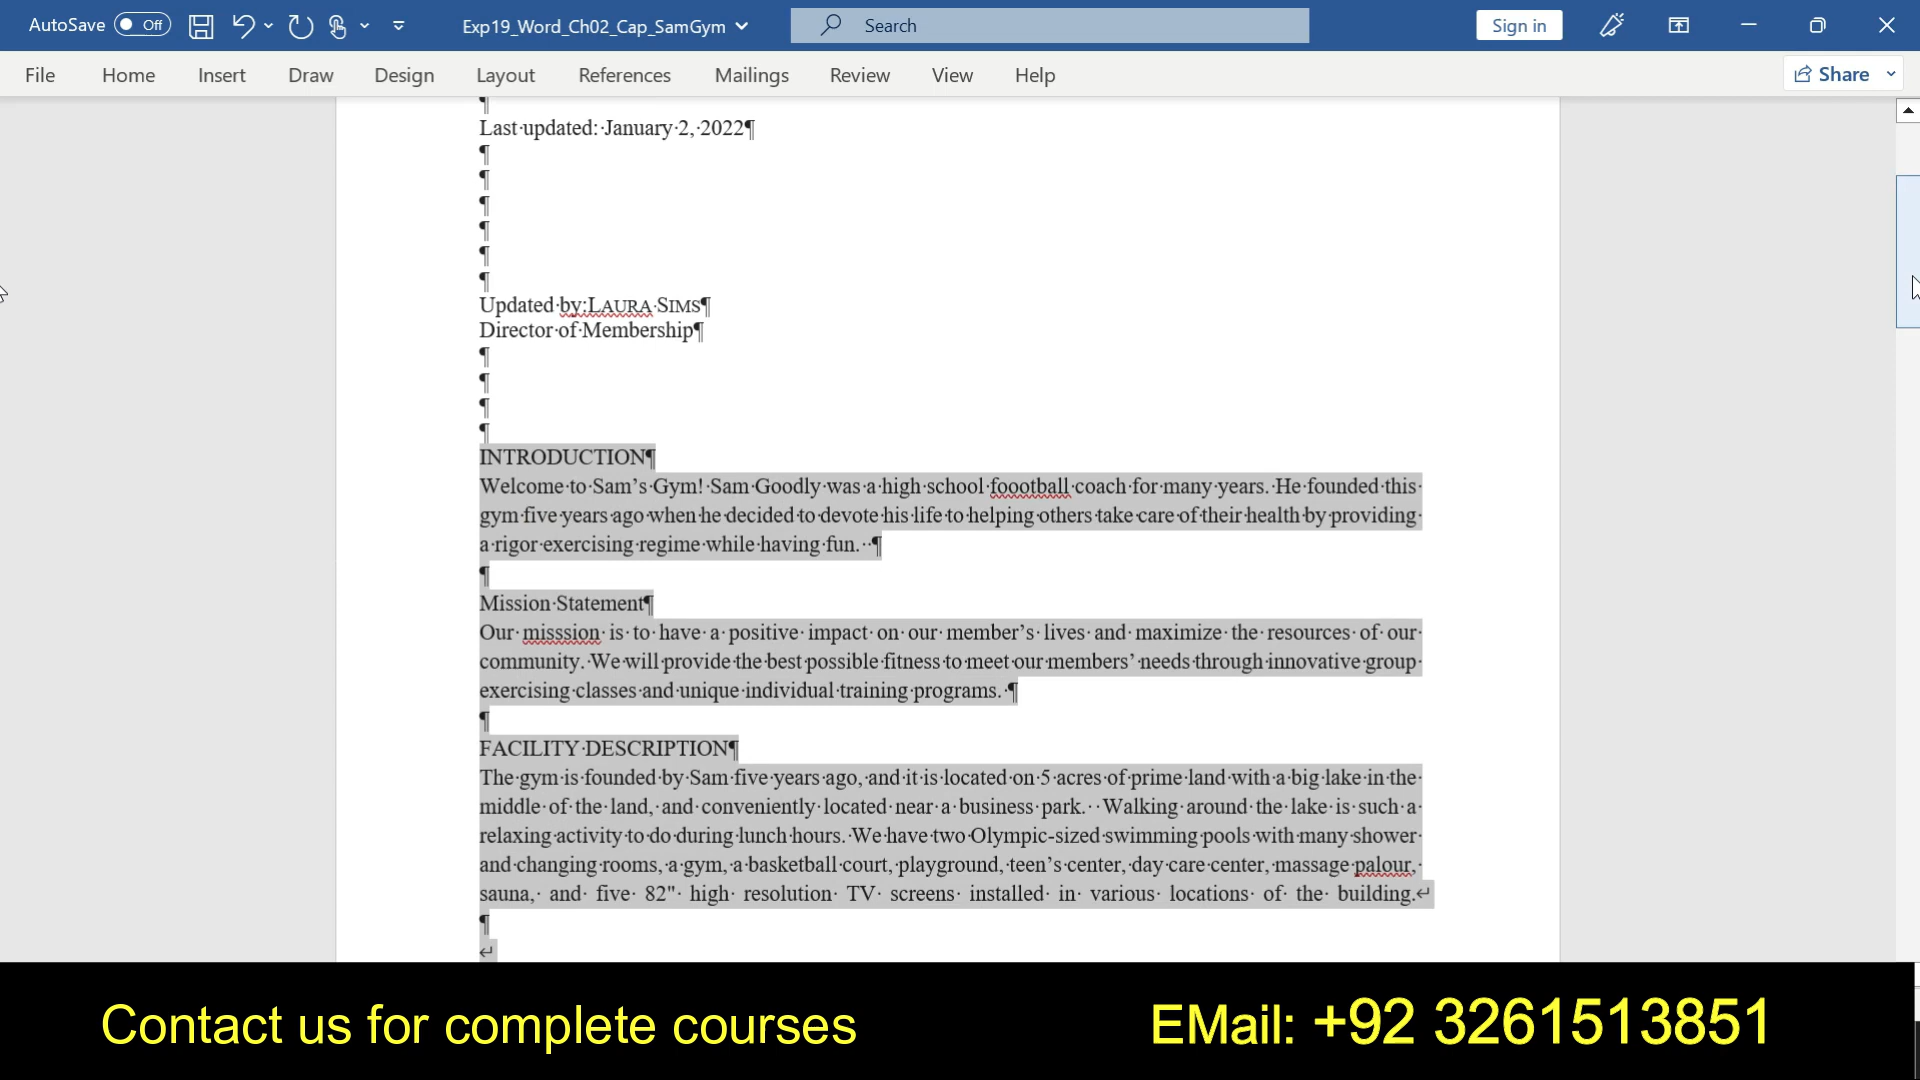 AutoSave Off Exp19_Word_Ch02_Cap_SamGym Search Sign in
File Home Insert Draw Design Layout References Mailings Review View Help Share
¶
Last·updated:·January·2,·2022¶
¶
¶
¶
¶
¶
¶
Updated·by:LAURA·SIMS¶
Director·of·Membership¶
¶
¶
¶
¶
INTRODUCTION¶
Welcome·to·Sam’s·Gym!·Sam·Goodly·was·a·high·school·foootball·coach·for·many·years.·He·founded·this·
gym·five·years·ago·when·he·decided·to·devote·his·life·to·helping·others·take·care·of·their·health·by·providing·
a·rigor·exercising·regime·while·having·fun.··¶
¶
Mission·Statement¶
Our·misssion·is·to·have·a·positive·impact·on·our·member’s·lives·and·maximize·the·resources·of·our·
community.·We·will·provide·the·best·possible·fitness·to·meet·our·members’·needs·through·innovative·group·
exercising·classes·and·unique·individual·training·programs.·¶
¶
FACILITY·DESCRIPTION¶
The·gym·is·founded·by·Sam·five·years·ago,·and·it·is·located·on·5·acres·of·prime·land·with·a·big·lake·in·the·
middle·of·the·land,·and·conveniently·located·near·a·business·park.··Walking·around·the·lake·is·such·a·
relaxing·activity·to·do·during·lunch·hours.·We·have·two·Olympic-sized·swimming·pools·with·many·shower·
and·changing·rooms,·a·gym,·a·basketball·court,·playground,·teen’s·center,·day·care·center,·massage·palour,·
sauna,·and·five·82"·high·resolution·TV·screens·installed·in·various·locations·of·the·building.↵
¶
↵
Contact us for complete courses EMail: +92 3261513851